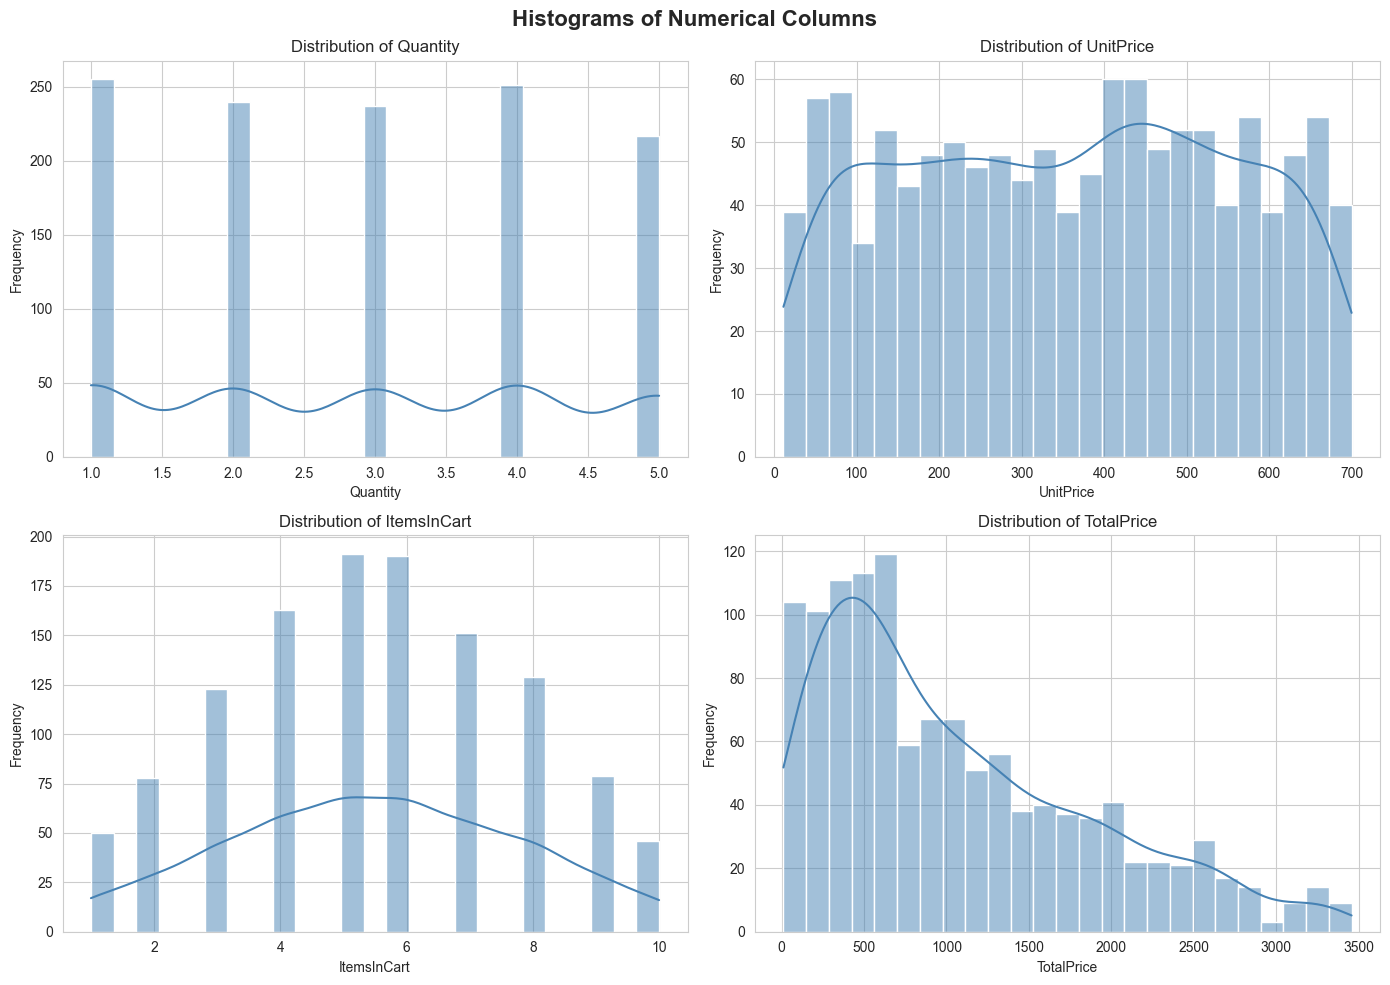 Histograms of Numerical Columns
Distribution of Quantity
Frequency
250
200
150
100
50
0
1.0 1.5 2.0 2.5 3.0 3.5 4.0 4.5 5.0
Quantity
Distribution of UnitPrice
Frequency
60
50
40
30
20
10
0
0 100 200 300 400 500 600 700
UnitPrice
Distribution of ItemsInCart
Frequency
200
175
150
125
100
75
50
25
0
2 4 6 8 10
ItemsInCart
Distribution of TotalPrice
Frequency
120
100
80
60
40
20
0
0 500 1000 1500 2000 2500 3000 3500
TotalPrice